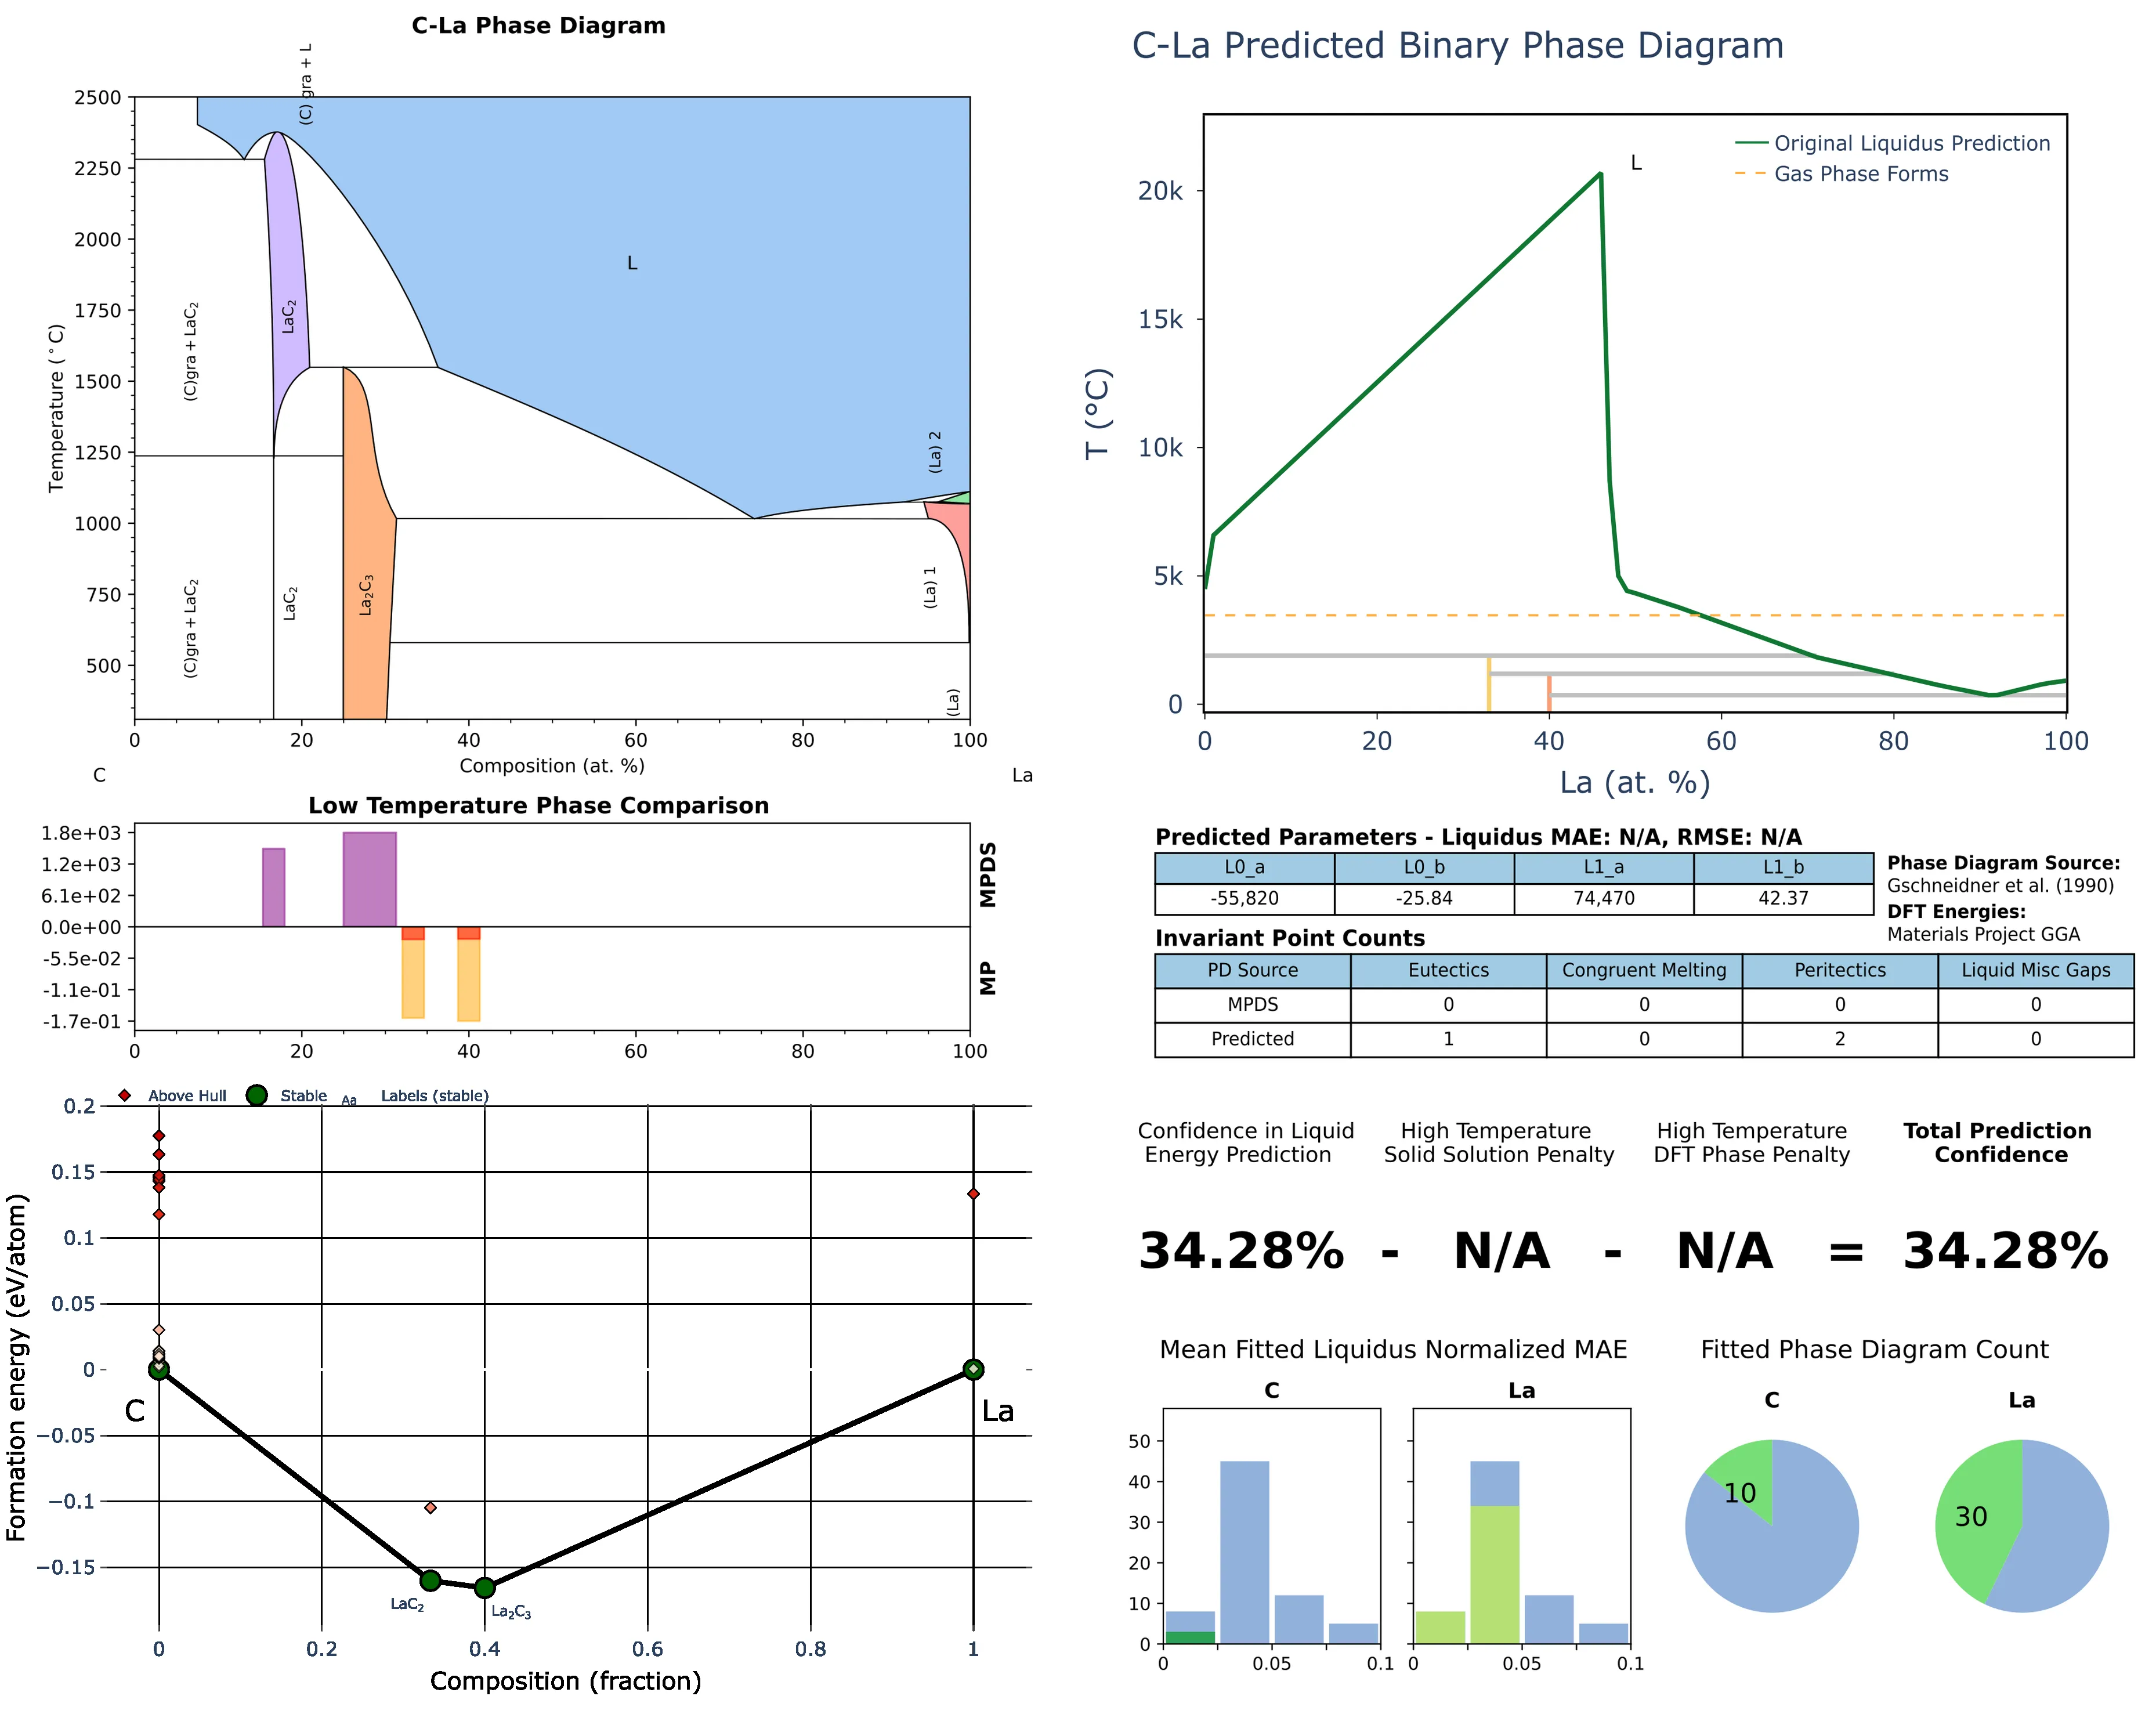 C-La Phase Diagram
(C) gra + L
2500
2250
2000
1750
1500
1250
1000
750
500
Temperature (°C)
L
(C)gra + LaC₂
LaC₂
(La) 2
(C)gra + LaC₂
LaC₂
La₂C₃
(La) 1
(La)
0 20 40 60 80 100
Composition (at. %)
C La
Low Temperature Phase Comparison
1.8e+03
1.2e+03
6.1e+02
0.0e+00
-5.5e-02
-1.1e-01
-1.7e-01
MPDS
MP
0 20 40 60 80 100
Above Hull Stable Aa Labels (stable)
0.2
0.15
0.1
0.05
0
−0.05
−0.1
−0.15
Formation energy (eV/atom)
C
La
LaC₂
La₂C₃
0 0.2 0.4 0.6 0.8 1
Composition (fraction)
C-La Predicted Binary Phase Diagram
Original Liquidus Prediction
Gas Phase Forms
L
20k
15k
10k
5k
0
T (°C)
0 20 40 60 80 100
La (at. %)
Predicted Parameters - Liquidus MAE: N/A, RMSE: N/A
L0_a L0_b L1_a L1_b
-55,820 -25.84 74,470 42.37
Phase Diagram Source:
Gschneidner et al. (1990)
DFT Energies:
Materials Project GGA
Invariant Point Counts
PD Source Eutectics Congruent Melting Peritectics Liquid Misc Gaps
MPDS 0 0 0 0
Predicted 1 0 2 0
Confidence in Liquid
Energy Prediction
High Temperature
Solid Solution Penalty
High Temperature
DFT Phase Penalty
Total Prediction
Confidence
34.28% - N/A - N/A = 34.28%
Mean Fitted Liquidus Normalized MAE
C La
50
40
30
20
10
0
0 0.05 0.1 0 0.05 0.1
Fitted Phase Diagram Count
C La
10
30